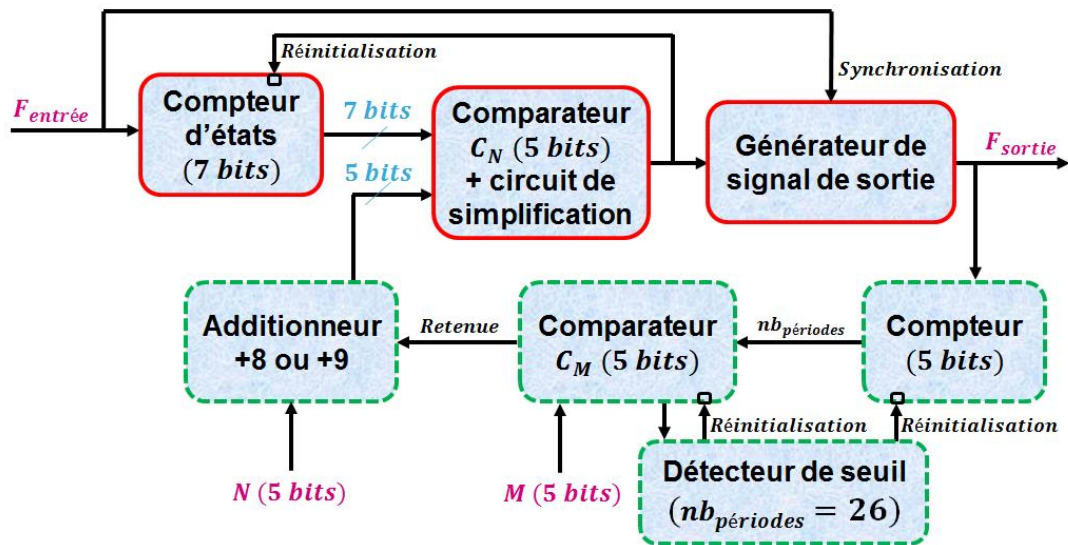 Réinitialisation
Synchronisation
F_entrée
Compteur
d'états
(7 bits)
7 bits
5 bits
Comparateur
C_N (5 bits)
+ circuit de
simplification
Générateur de
signal de sortie
F_sortie
Additionneur
+8 ou +9
Retenue
Comparateur
C_M (5 bits)
nb_périodes
Compteur
(5 bits)
Réinitialisation
Réinitialisation
N (5 bits)
M (5 bits)
Détecteur de seuil
(nb_périodes = 26)